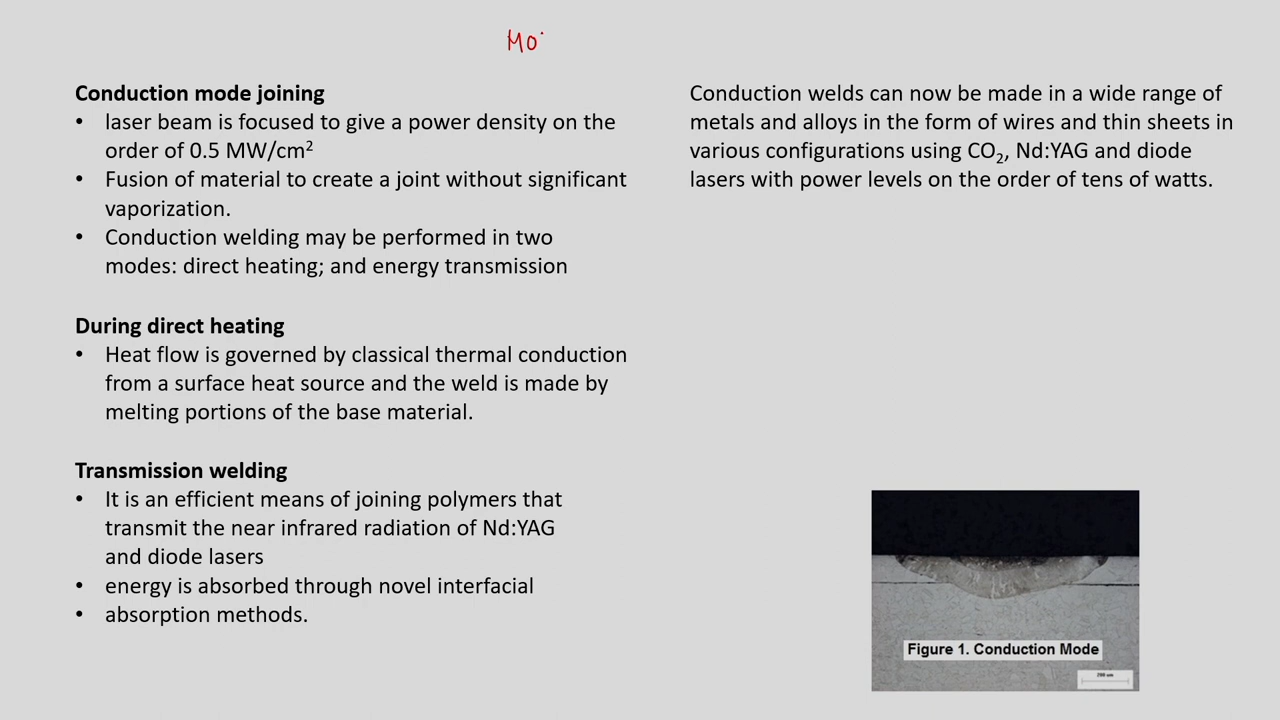 Mo
Conduction mode joining
• laser beam is focused to give a power density on the
order of 0.5 MW/cm²
• Fusion of material to create a joint without significant
vaporization.
• Conduction welding may be performed in two
modes: direct heating; and energy transmission
During direct heating
• Heat flow is governed by classical thermal conduction
from a surface heat source and the weld is made by
melting portions of the base material.
Transmission welding
• It is an efficient means of joining polymers that
transmit the near infrared radiation of Nd:YAG
and diode lasers
• energy is absorbed through novel interfacial
• absorption methods.
Conduction welds can now be made in a wide range of
metals and alloys in the form of wires and thin sheets in
various configurations using CO₂, Nd:YAG and diode
lasers with power levels on the order of tens of watts.
Figure 1. Conduction Mode